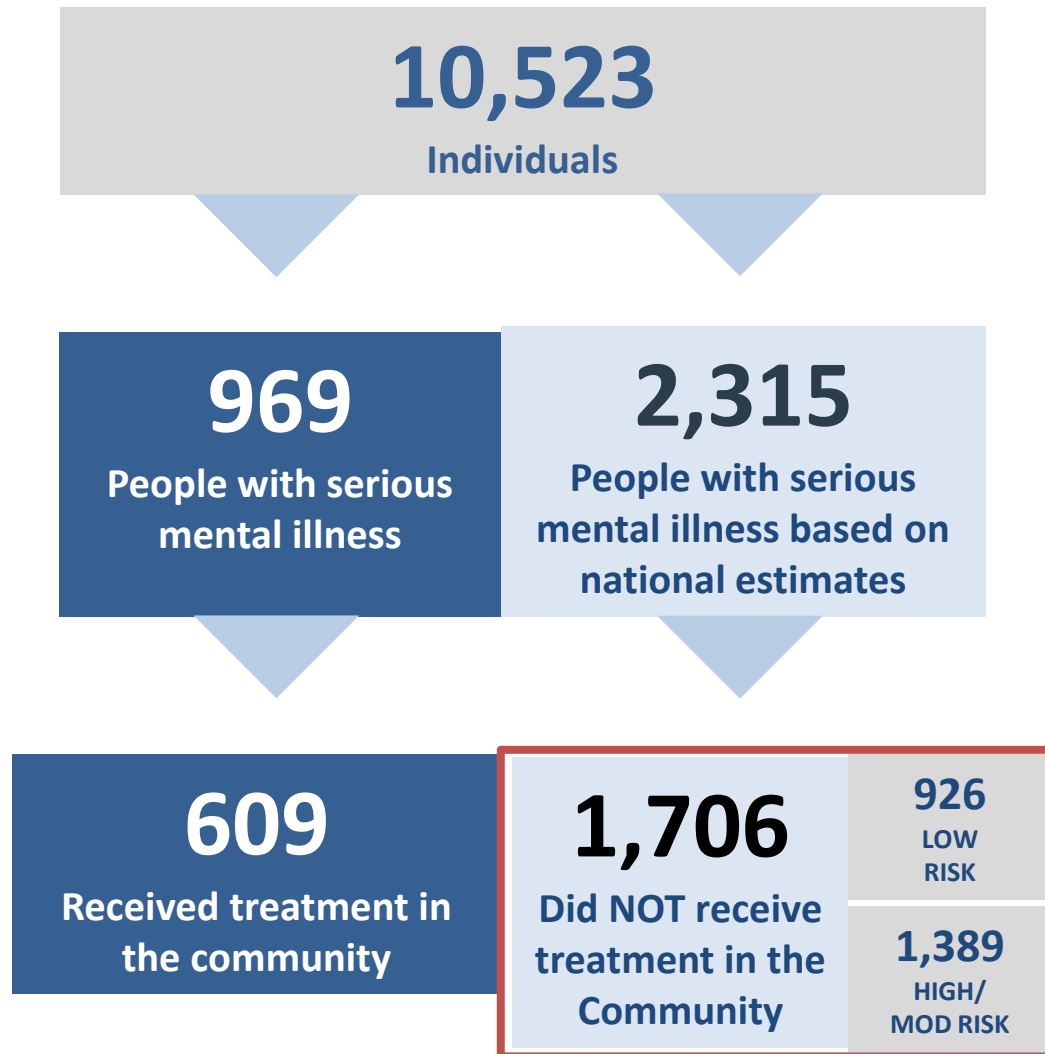 10,523
Individuals
969
People with serious
mental illness
2,315
People with serious
mental illness based on
national estimates
609
Received treatment in
the community
1,706
Did NOT receive
treatment in the
Community
926
LOW
RISK
1,389
HIGH/
MOD RISK